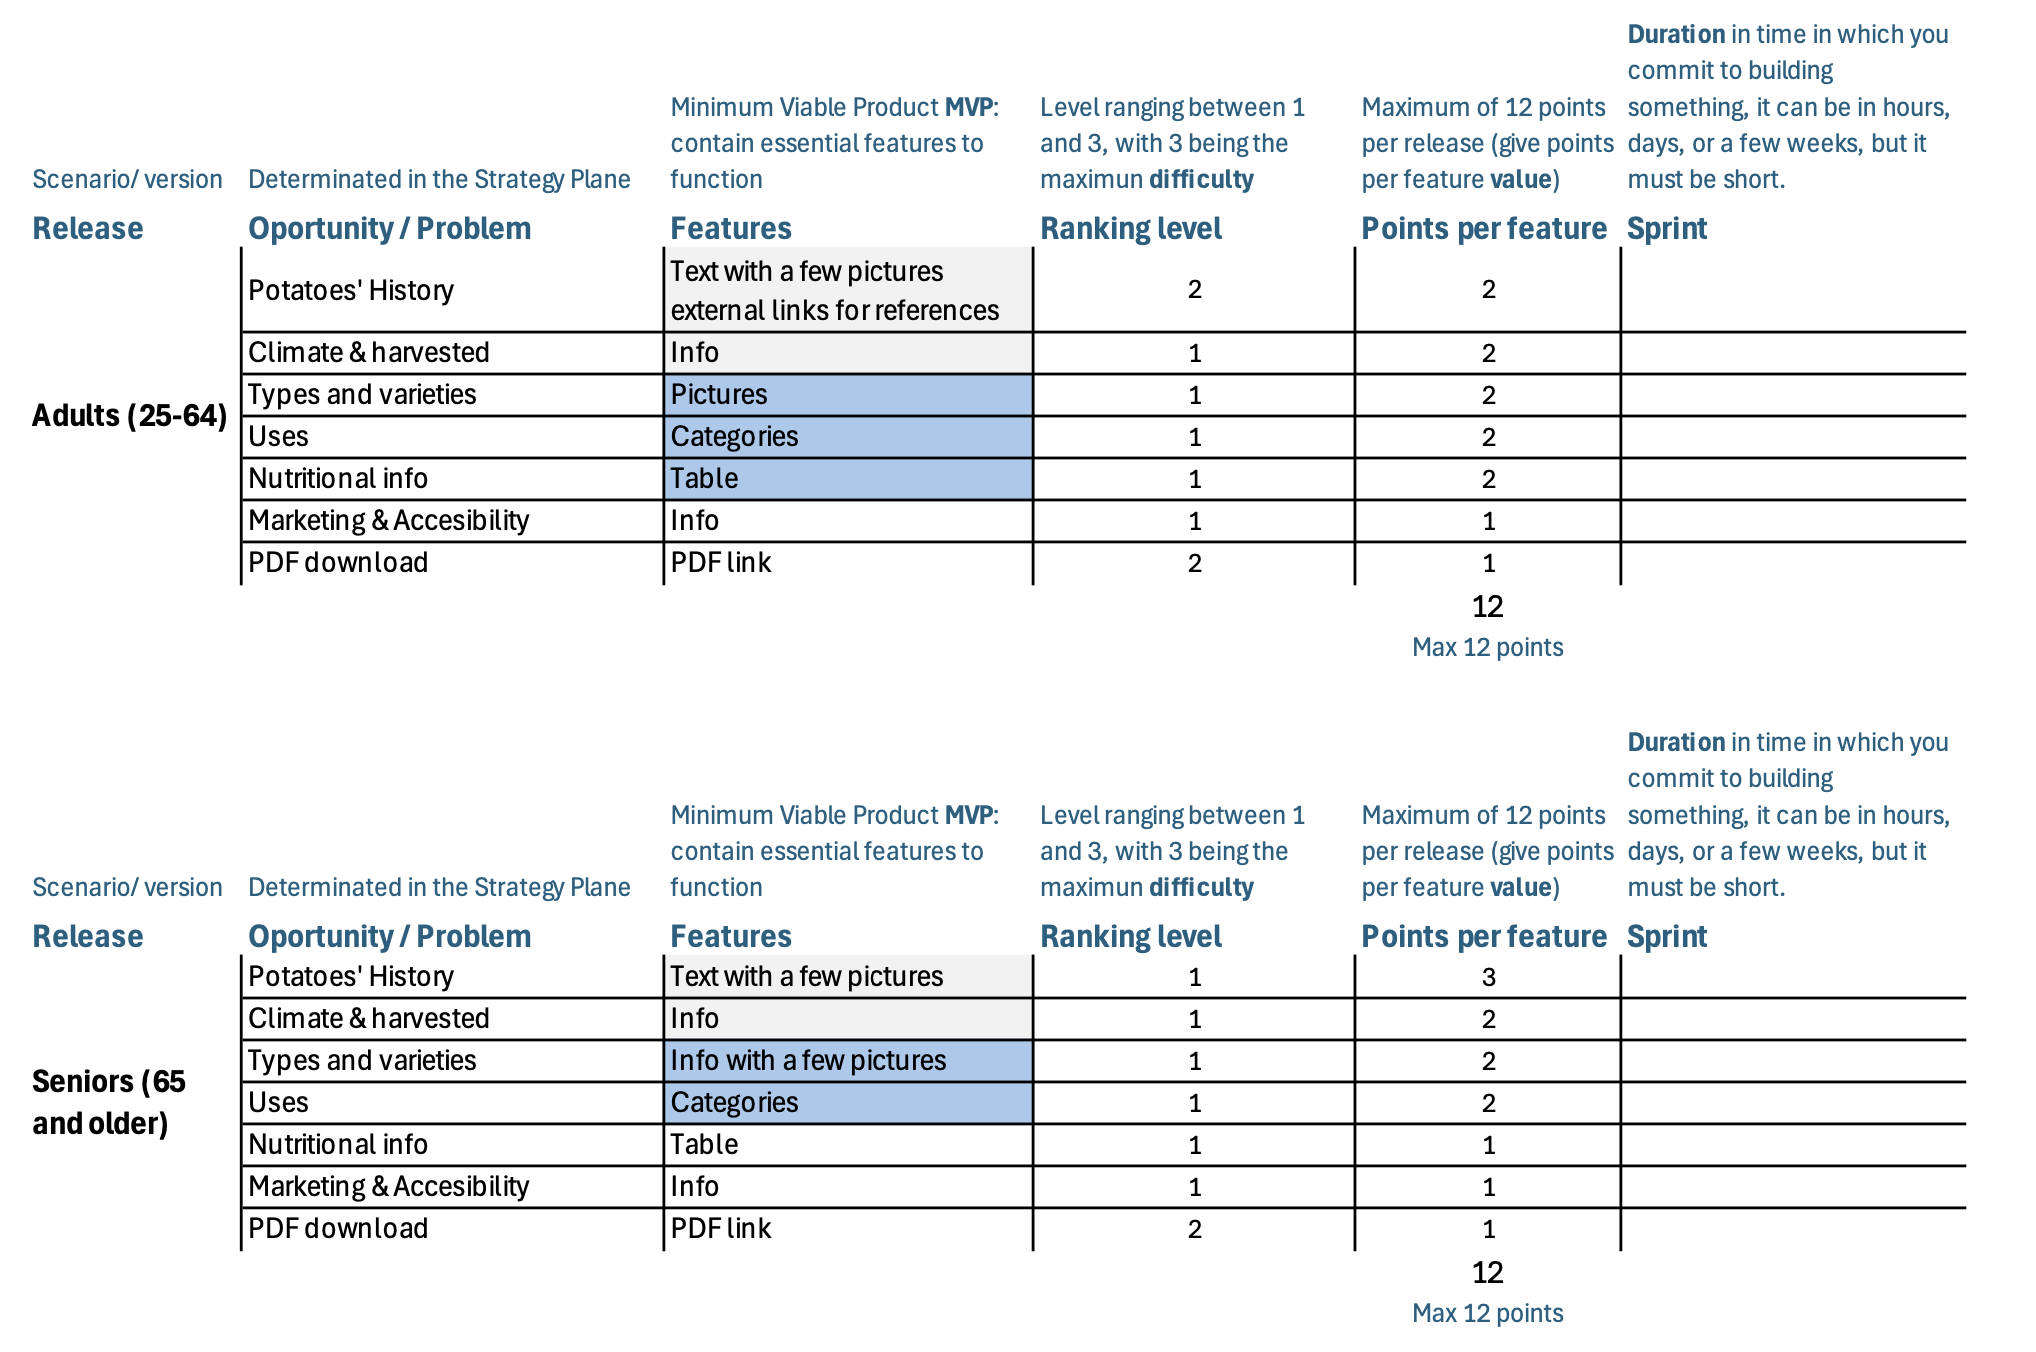 Scenario/ version Determinated in the Strategy Plane Minimum Viable Product MVP: contain essential features to function Level ranging between 1 and 3, with 3 being the maximun difficulty Maximum of 12 points per release (give points per feature value) Duration in time in which you commit to building something, it can be in hours, days, or a few weeks, but it must be short.
Release Oportunity / Problem Features Ranking level Points per feature Sprint
Adults (25-64)
Potatoes' History Text with a few pictures external links for references 2 2
Climate & harvested Info 1 2
Types and varieties Pictures 1 2
Uses Categories 1 2
Nutritional info Table 1 2
Marketing & Accesibility Info 1 1
PDF download PDF link 2 1
12
Max 12 points
Scenario/ version Determinated in the Strategy Plane Minimum Viable Product MVP: contain essential features to function Level ranging between 1 and 3, with 3 being the maximun difficulty Maximum of 12 points per release (give points per feature value) Duration in time in which you commit to building something, it can be in hours, days, or a few weeks, but it must be short.
Release Oportunity / Problem Features Ranking level Points per feature Sprint
Seniors (65 and older)
Potatoes' History Text with a few pictures 1 3
Climate & harvested Info 1 2
Types and varieties Info with a few pictures 1 2
Uses Categories 1 2
Nutritional info Table 1 1
Marketing & Accesibility Info 1 1
PDF download PDF link 2 1
12
Max 12 points